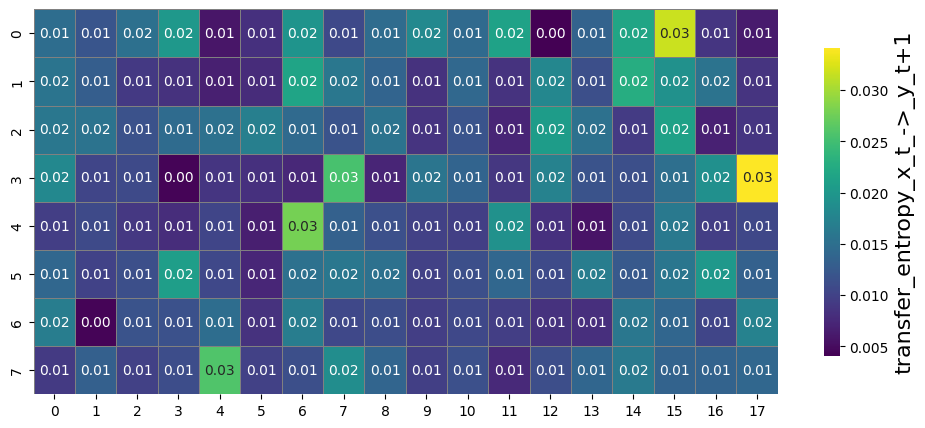 0 0.01 0.01 0.02 0.02 0.01 0.01 0.02 0.01 0.01 0.02 0.01 0.02 0.00 0.01 0.02 0.03 0.01 0.01
1 0.02 0.01 0.01 0.01 0.01 0.01 0.02 0.02 0.01 0.01 0.01 0.01 0.02 0.01 0.02 0.02 0.02 0.01
2 0.02 0.02 0.01 0.01 0.02 0.02 0.01 0.01 0.02 0.01 0.01 0.01 0.02 0.02 0.01 0.02 0.01 0.01
3 0.02 0.01 0.01 0.00 0.01 0.01 0.01 0.03 0.01 0.02 0.01 0.01 0.02 0.01 0.01 0.01 0.02 0.03
4 0.01 0.01 0.01 0.01 0.01 0.01 0.03 0.01 0.01 0.01 0.01 0.02 0.01 0.01 0.01 0.02 0.01 0.01
5 0.01 0.01 0.01 0.02 0.01 0.01 0.02 0.02 0.02 0.01 0.01 0.01 0.01 0.02 0.01 0.02 0.02 0.01
6 0.02 0.00 0.01 0.01 0.01 0.01 0.02 0.01 0.01 0.01 0.01 0.01 0.01 0.01 0.02 0.01 0.01 0.02
7 0.01 0.01 0.01 0.01 0.03 0.01 0.01 0.02 0.01 0.01 0.01 0.01 0.01 0.01 0.02 0.01 0.01 0.01
0 1 2 3 4 5 6 7 8 9 10 11 12 13 14 15 16 17
0.030
0.025
0.020
0.015
0.010
0.005
transfer_entropy_x_t_->_y_t+1